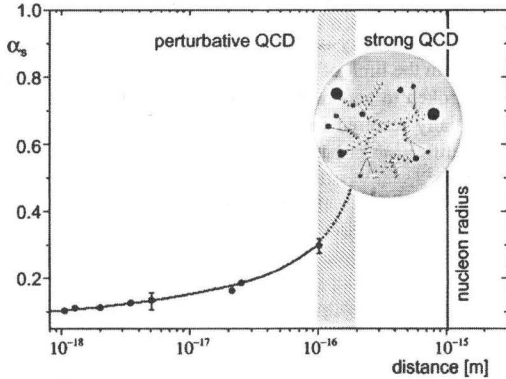 αs
1.0
0.8
0.6
0.4
0.2
perturbative QCD
strong QCD
nucleon radius
10⁻¹⁸
10⁻¹⁷
10⁻¹⁶
10⁻¹⁵
distance [m]